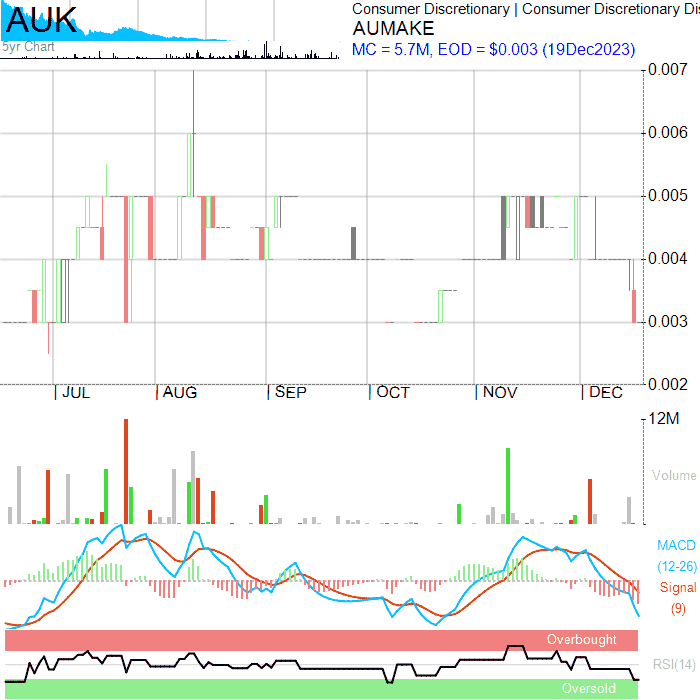 AUK
5yr Chart
Consumer Discretionary | Consumer Discretionary Dis
AUMAKE
MC = 5.7M, EOD = $0.003 (19Dec2023)
0.007
0.006
0.005
0.004
0.003
0.002
JUL
AUG
SEP
OCT
NOV
DEC
12M
Volume
MACD
(12-26)
Signal
(9)
Overbought
RSI(14)
Oversold